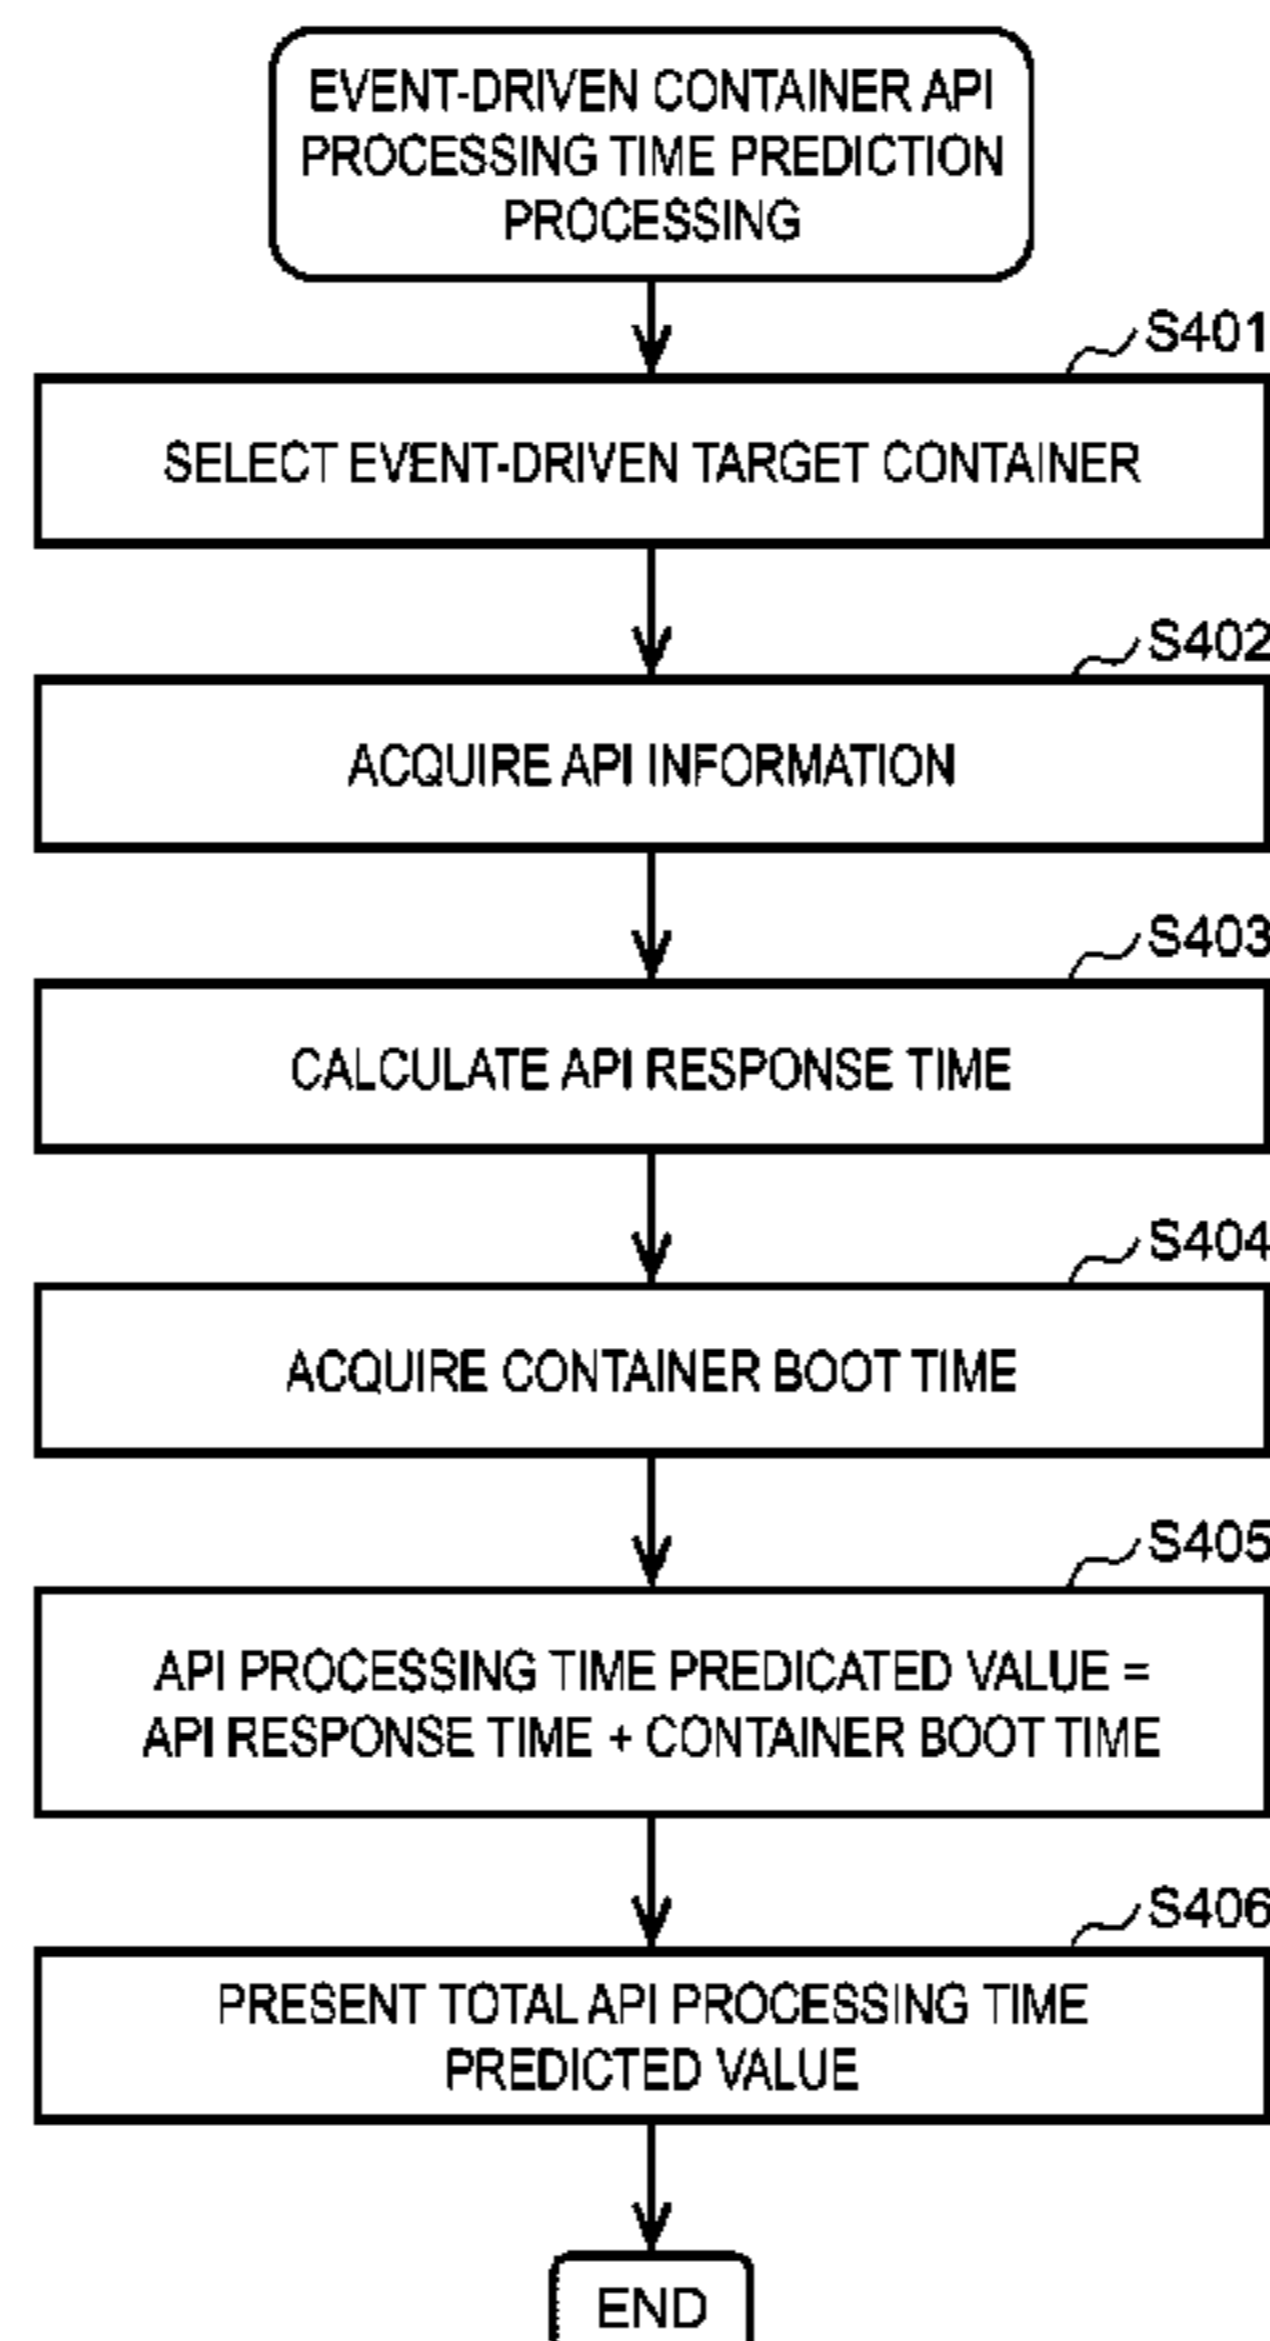 EVENT-DRIVEN CONTAINER API
PROCESSING TIME PREDICTION
PROCESSING
S401
SELECT EVENT-DRIVEN TARGET CONTAINER
S402
ACQUIRE API INFORMATION
S403
CALCULATE API RESPONSE TIME
S404
ACQUIRE CONTAINER BOOT TIME
S405
API PROCESSING TIME PREDICATED VALUE =
API RESPONSE TIME + CONTAINER BOOT TIME
S406
PRESENT TOTAL API PROCESSING TIME
PREDICTED VALUE
END